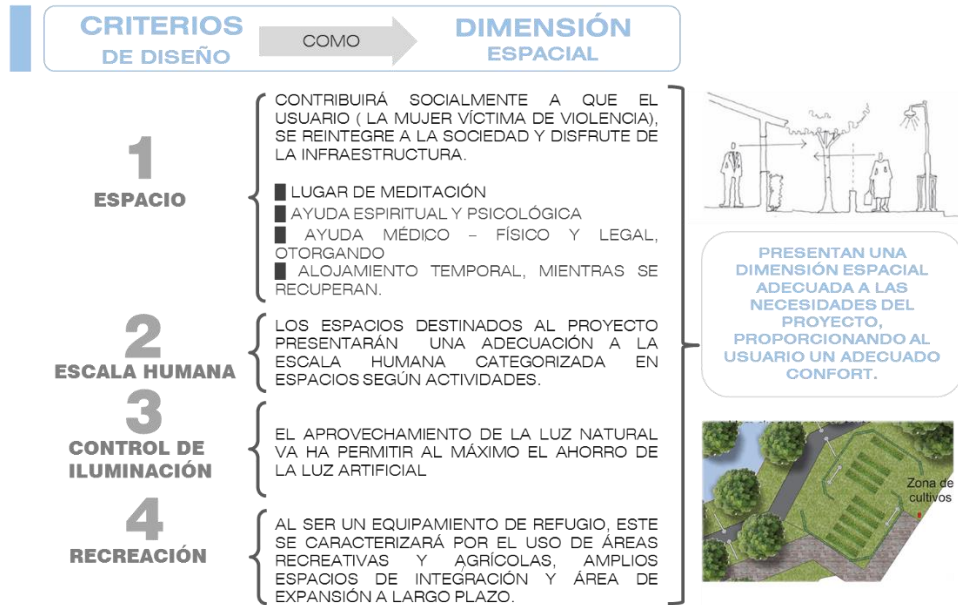 CRITERIOS
DE DISEÑO
COMO
DIMENSIÓN
ESPACIAL
1
ESPACIO
CONTRIBUIRÁ SOCIALMENTE A QUE EL
USUARIO ( LA MUJER VÍCTIMA DE VIOLENCIA),
SE REINTEGRE A LA SOCIEDAD Y DISFRUTE DE
LA INFRAESTRUCTURA.
LUGAR DE MEDITACIÓN
AYUDA ESPIRITUAL Y PSICOLÓGICA
AYUDA MÉDICO – FÍSICO Y LEGAL,
OTORGANDO
ALOJAMIENTO TEMPORAL, MIENTRAS SE
RECUPERAN.
2
ESCALA HUMANA
LOS ESPACIOS DESTINADOS AL PROYECTO
PRESENTARÁN UNA ADECUACIÓN A LA
ESCALA HUMANA CATEGORIZADA EN
ESPACIOS SEGÚN ACTIVIDADES.
3
CONTROL DE
ILUMINACIÓN
EL APROVECHAMIENTO DE LA LUZ NATURAL
VA HA PERMITIR AL MÁXIMO EL AHORRO DE
LA LUZ ARTIFICIAL
4
RECREACIÓN
AL SER UN EQUIPAMIENTO DE REFUGIO, ESTE
SE CARACTERIZARÁ POR EL USO DE ÁREAS
RECREATIVAS Y AGRÍCOLAS, AMPLIOS
ESPACIOS DE INTEGRACIÓN Y ÁREA DE
EXPANSIÓN A LARGO PLAZO.
PRESENTAN UNA
DIMENSIÓN ESPACIAL
ADECUADA A LAS
NECESIDADES DEL
PROYECTO,
PROPORCIONANDO AL
USUARIO UN ADECUADO
CONFORT.
Zona de
cultivos